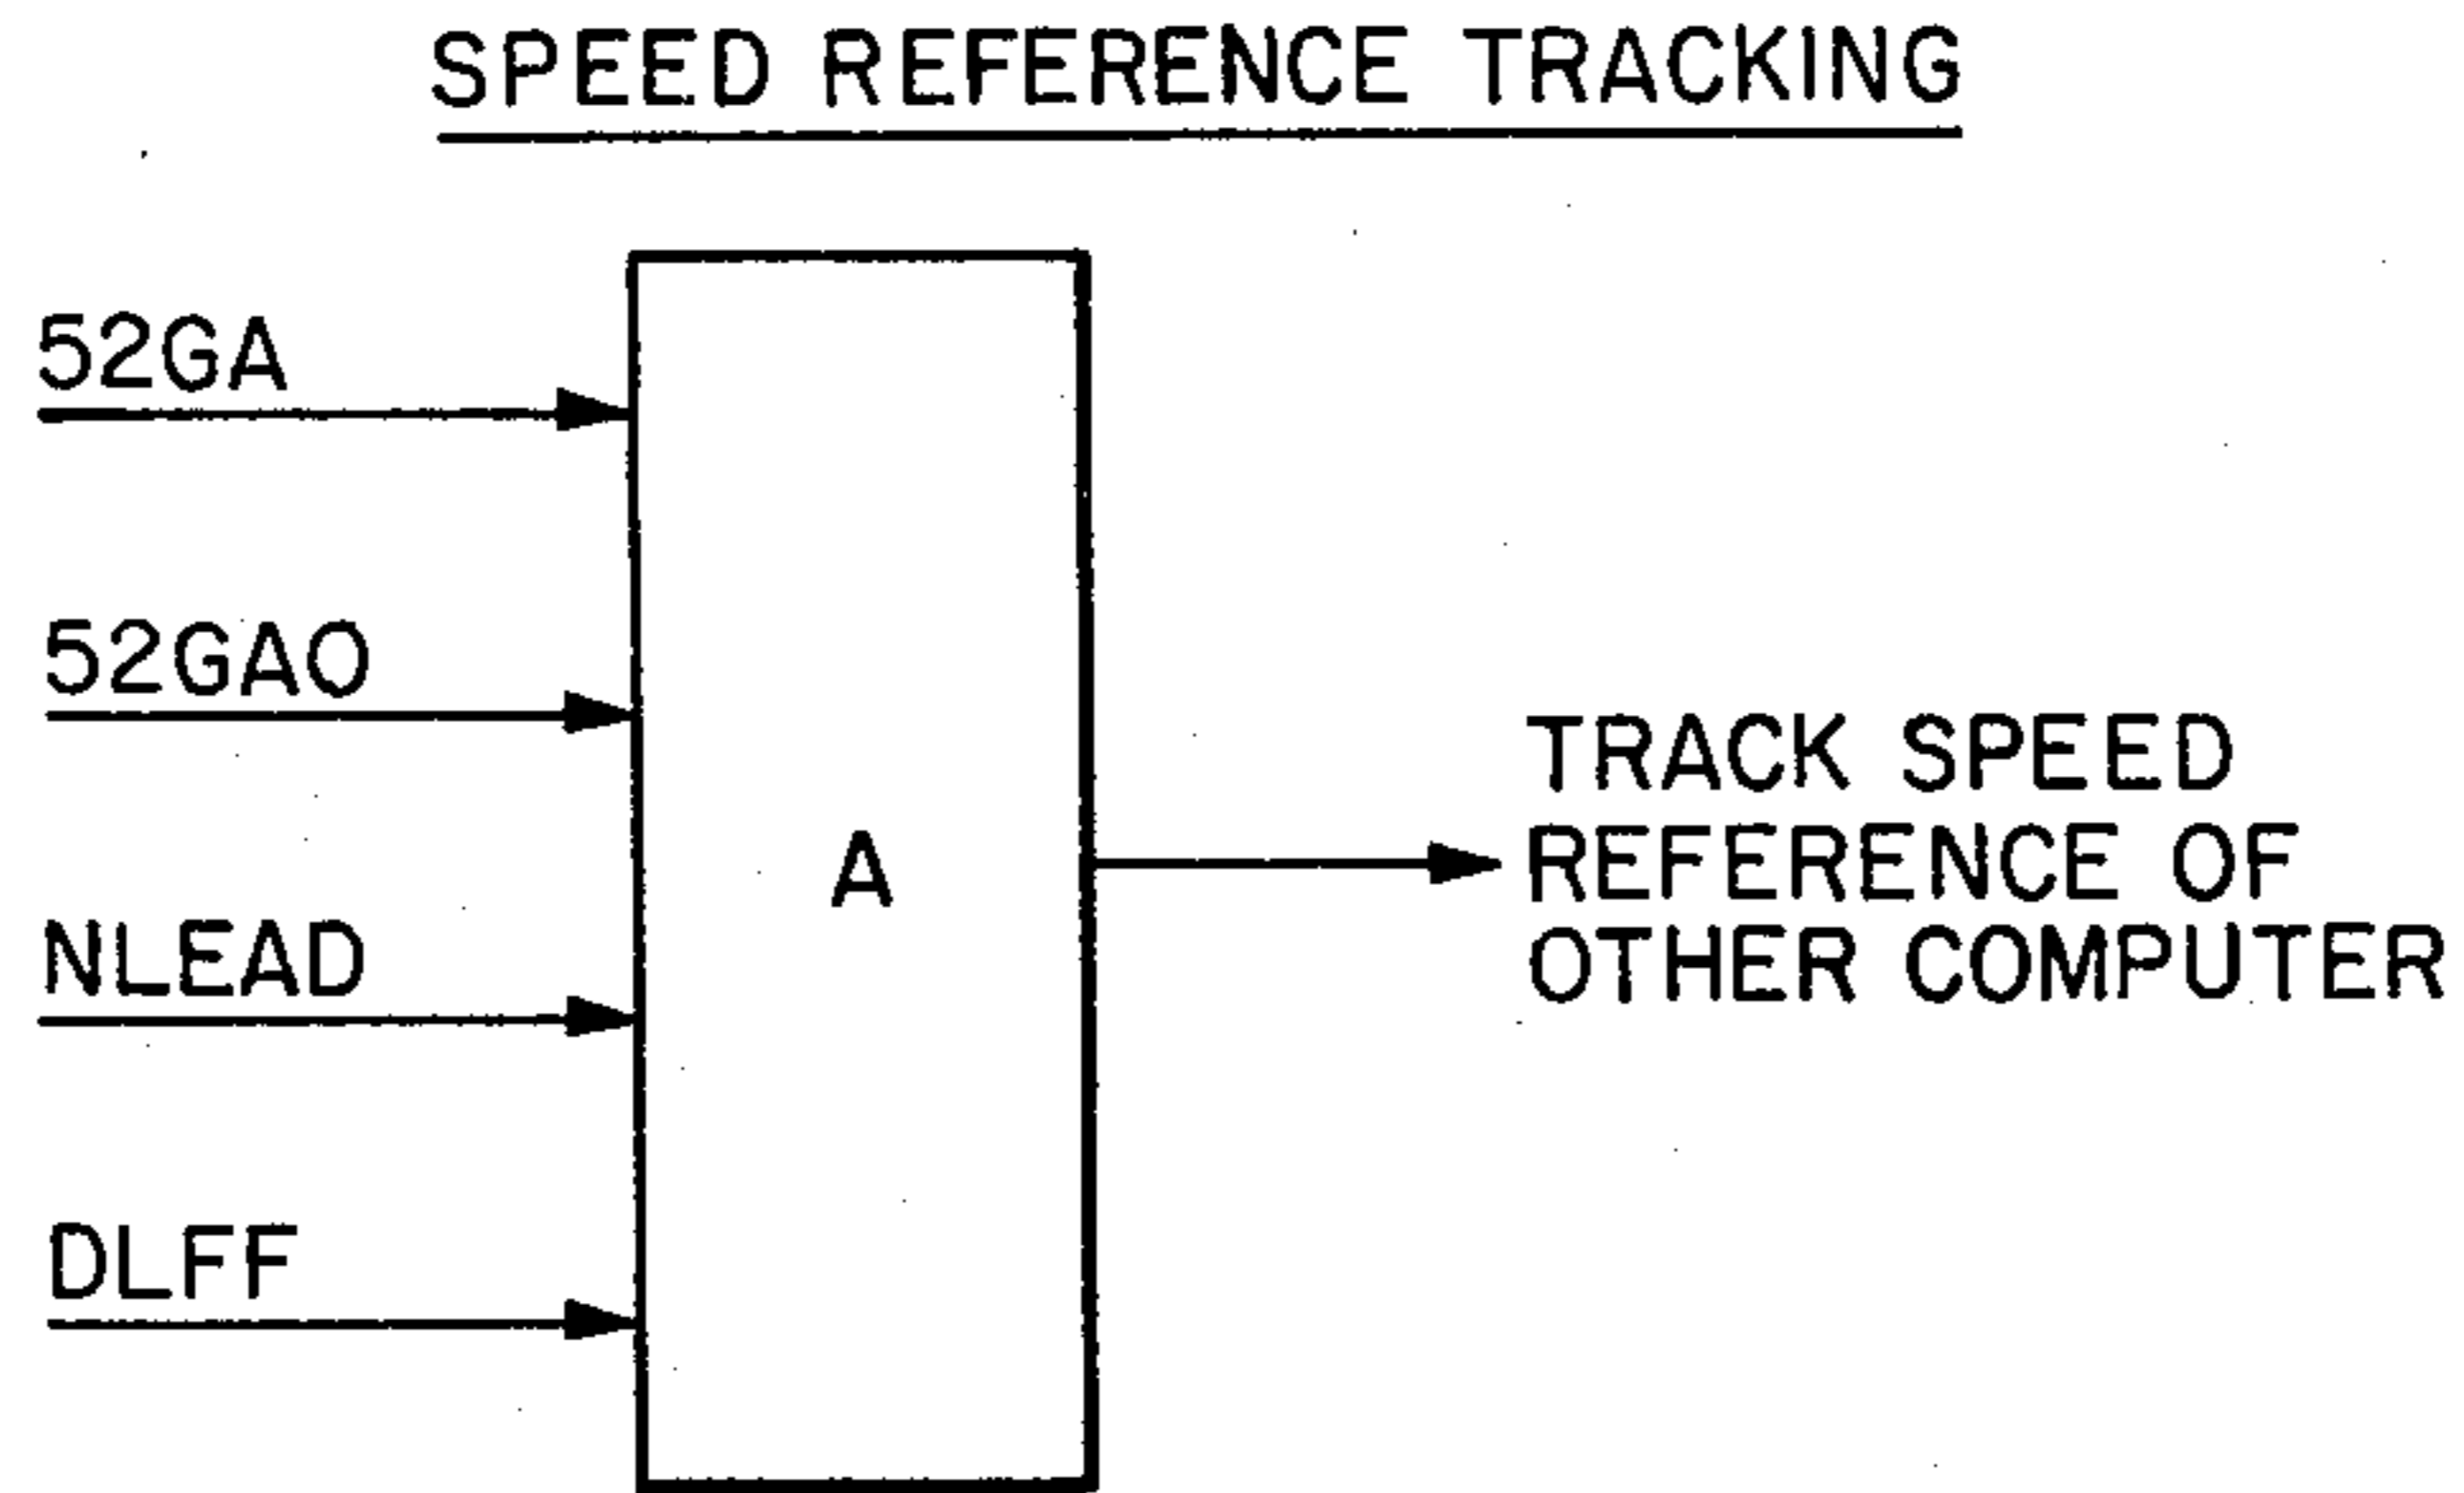 SPEED REFERENCE TRACKING
52GA
52GAO
NLEAD
DLFF
A
TRACK SPEED
REFERENCE OF
OTHER COMPUTER